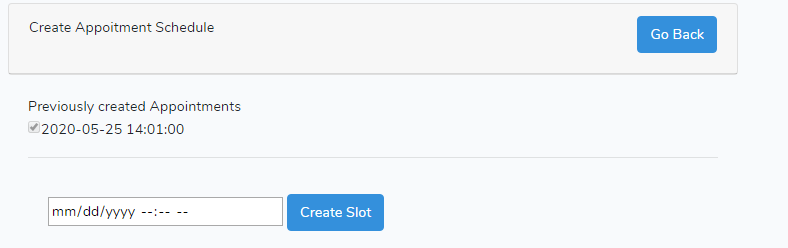 Create Appoitment Schedule
Go Back
Previously created Appointments
2020-05-25 14:01:00
mm/dd/yyyy --:-- --
Create Slot